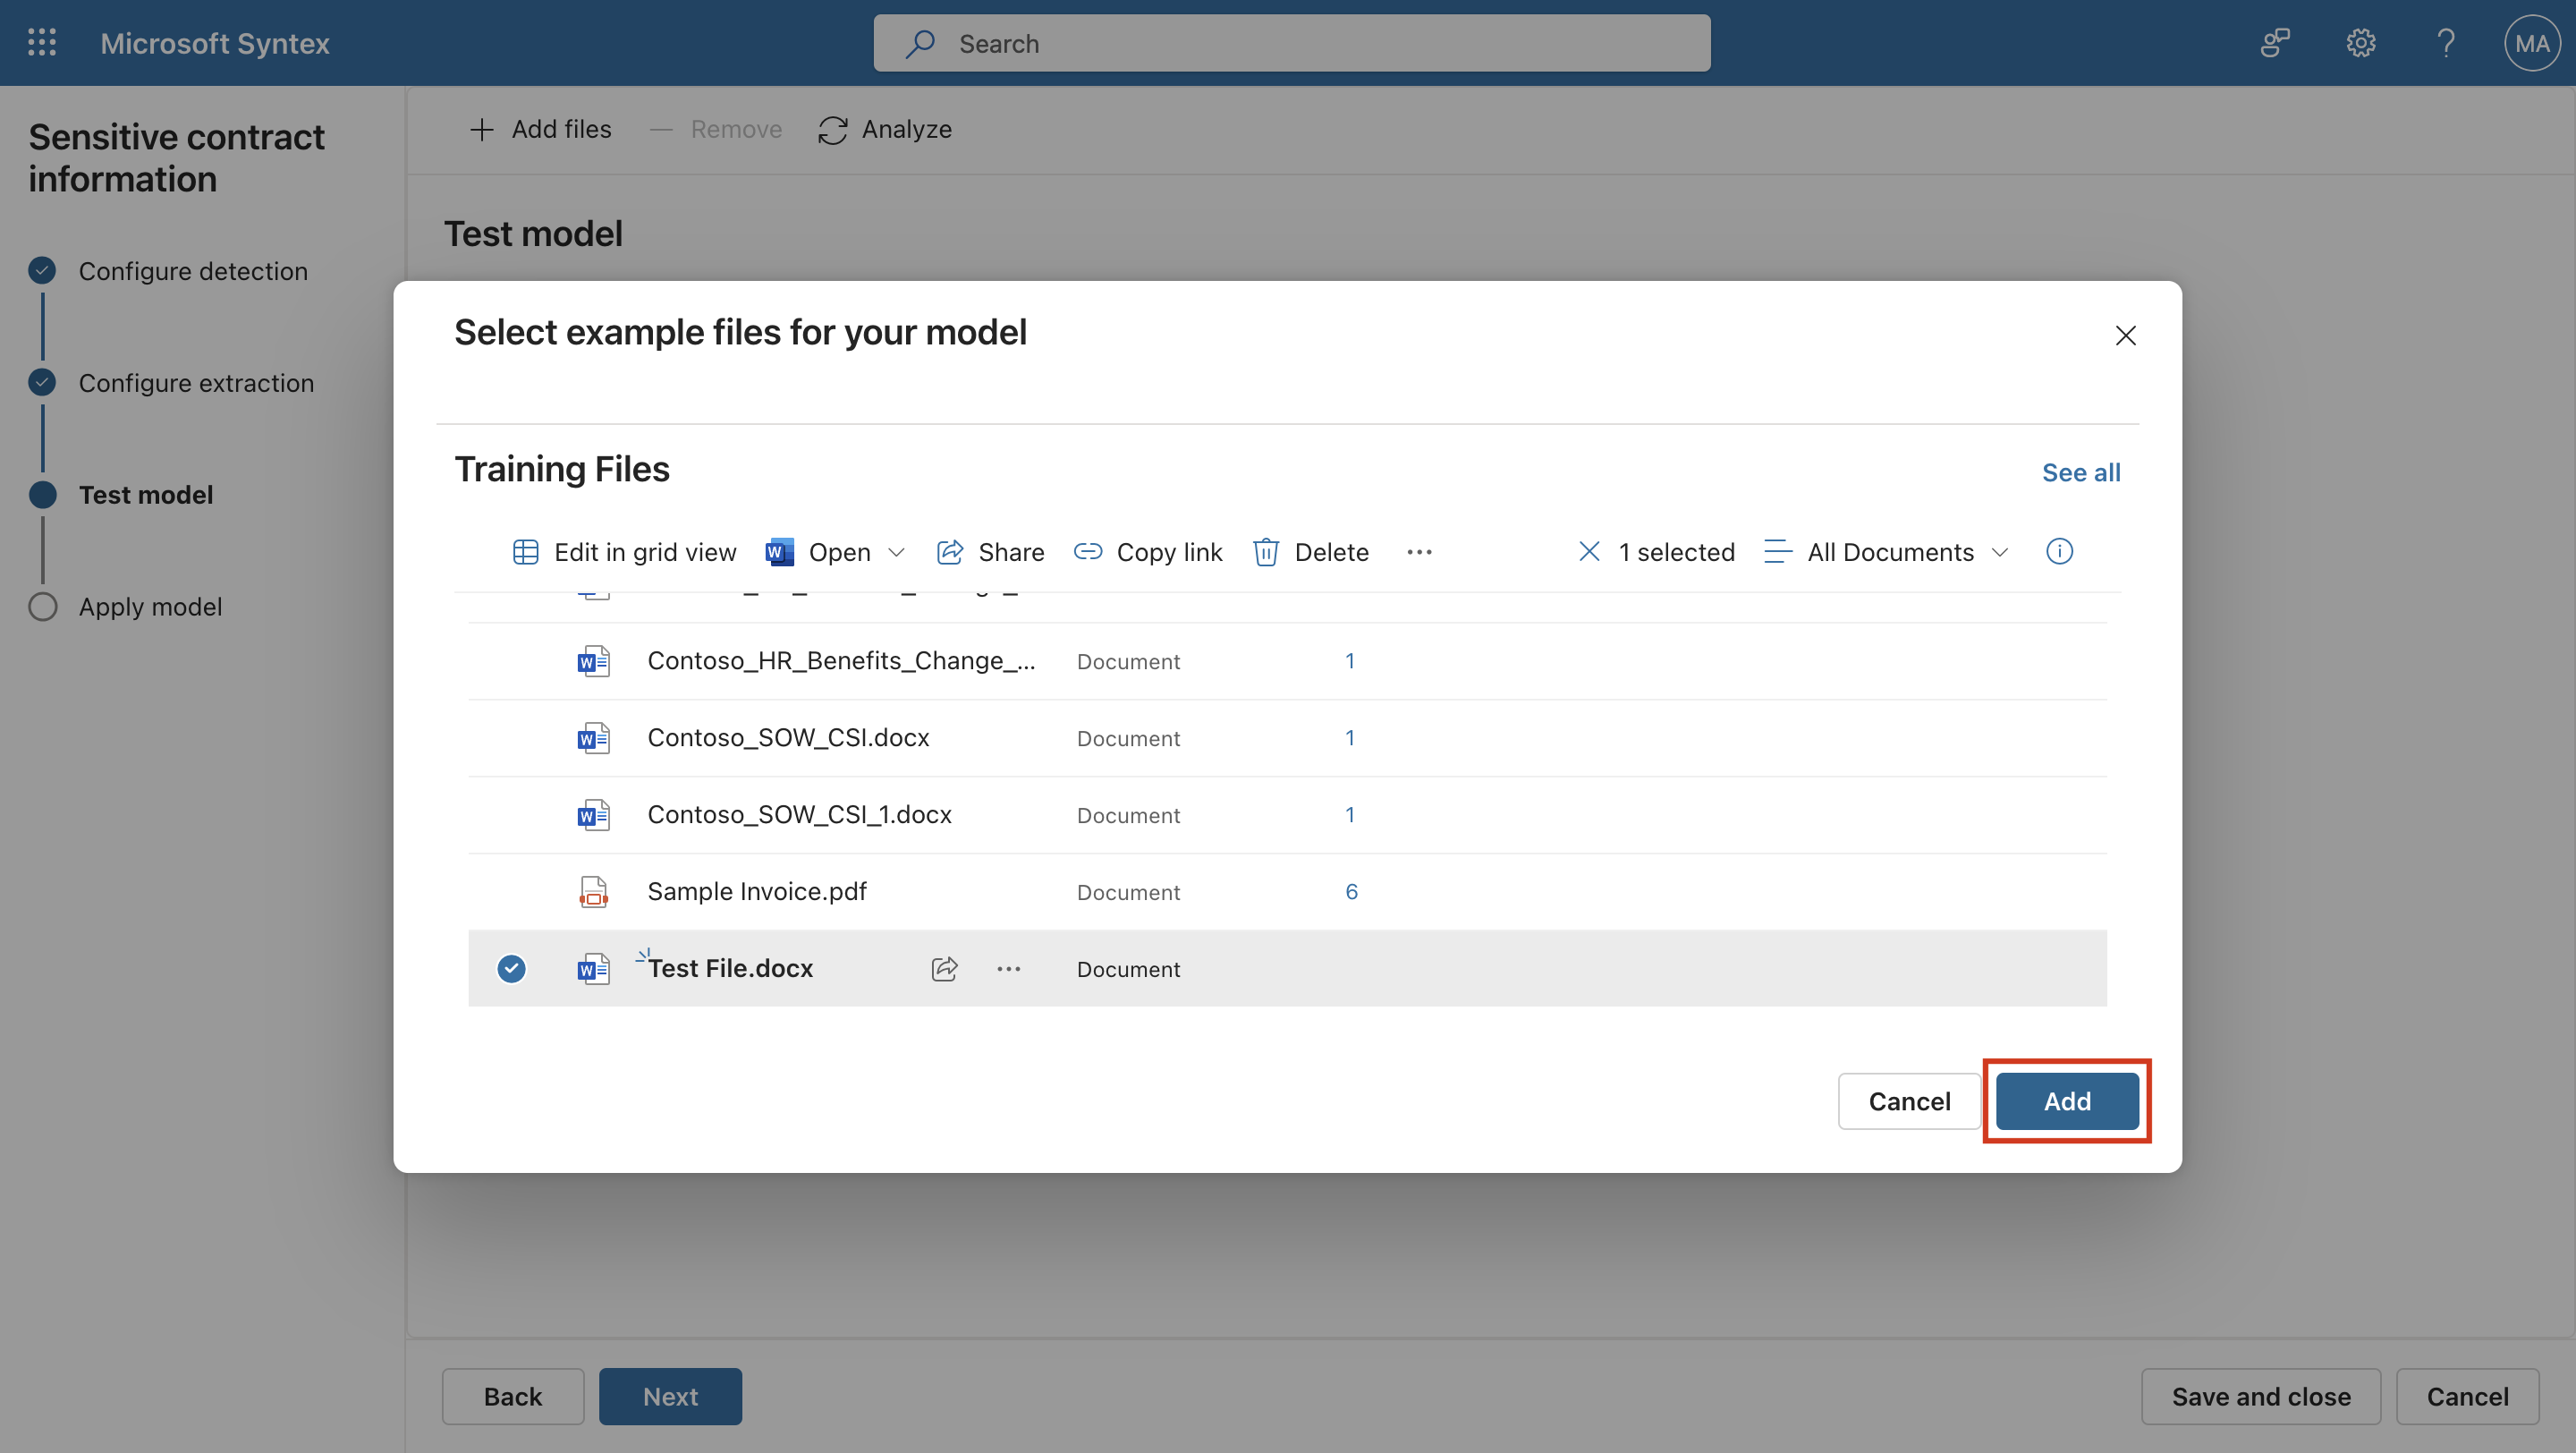 Microsoft Syntex
Search
MA
Sensitive contract
information
Configure detection
Configure extraction
Test model
Apply model
Add files
Remove
Analyze
Test model
Select example files for your model
Training Files
See all
Edit in grid view
Open
Share
Copy link
Delete
1 selected
All Documents
Contoso_HR_Benefits_Change_... Document 1
Contoso_SOW_CSI.docx Document 1
Contoso_SOW_CSI_1.docx Document 1
Sample Invoice.pdf Document 6
Test File.docx Document
Cancel
Add
Back
Next
Save and close
Cancel